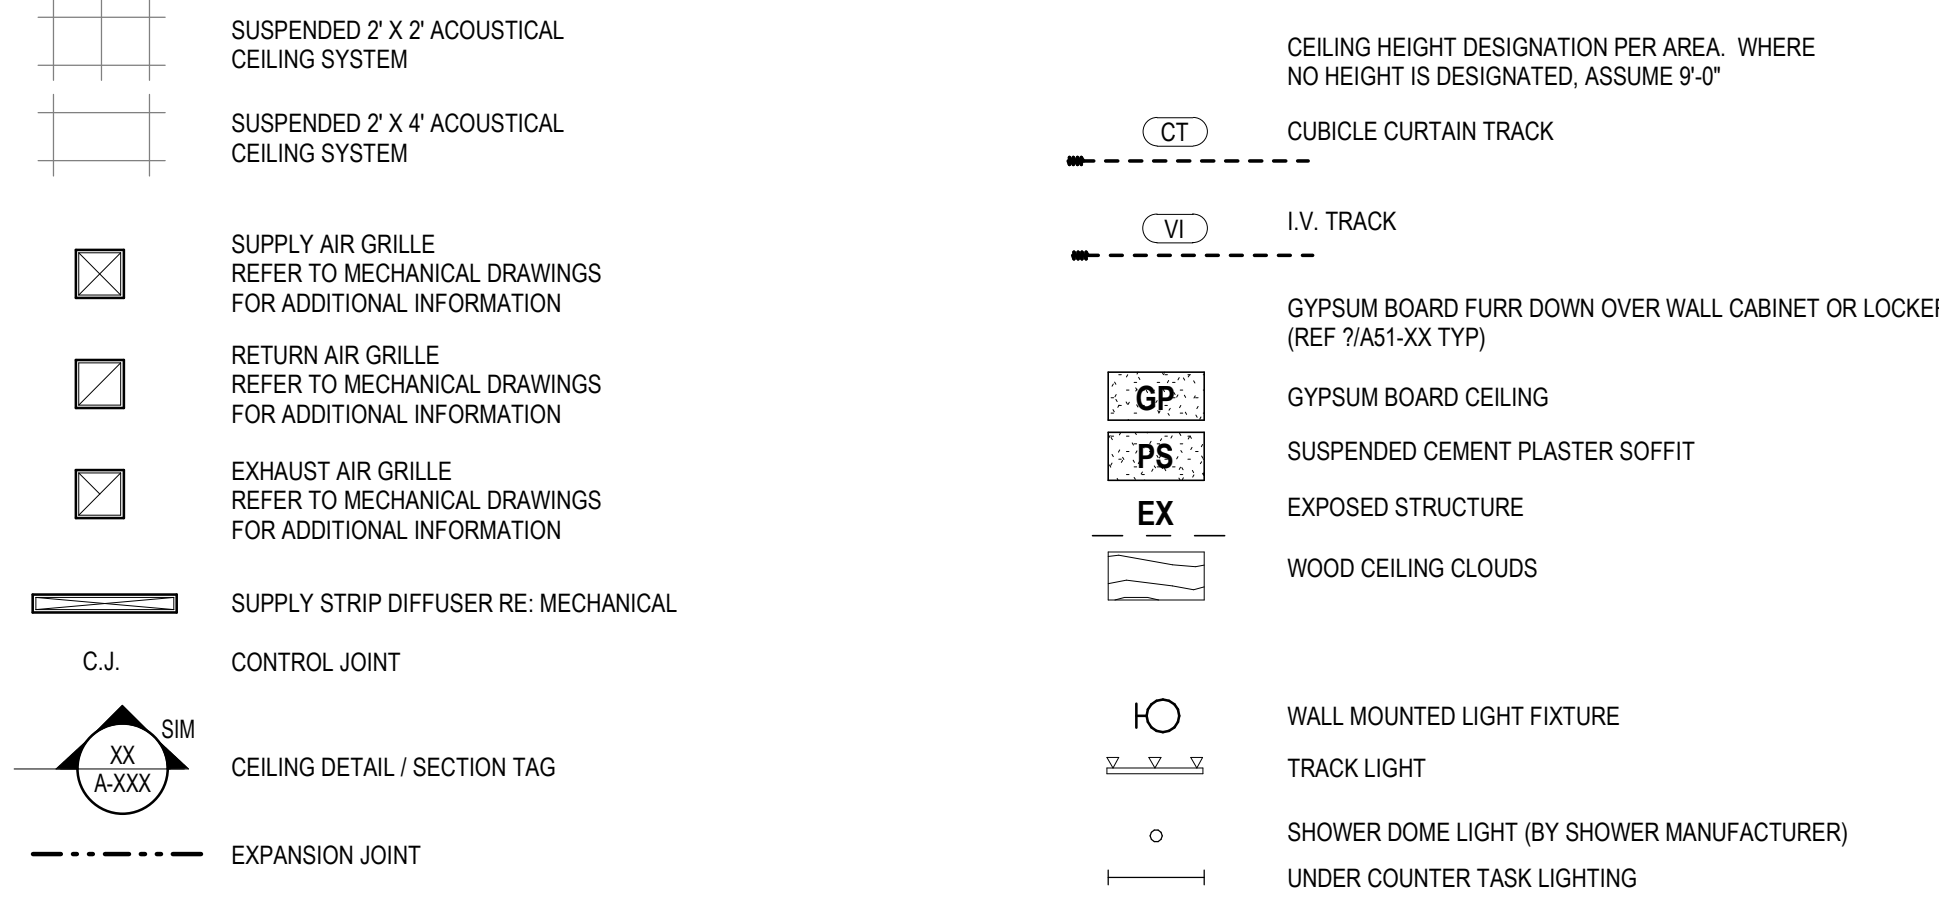 SUSPENDED 2' X 2' ACOUSTICAL
CEILING SYSTEM
SUSPENDED 2' X 4' ACOUSTICAL
CEILING SYSTEM
SUPPLY AIR GRILLE
REFER TO MECHANICAL DRAWINGS
FOR ADDITIONAL INFORMATION
RETURN AIR GRILLE
REFER TO MECHANICAL DRAWINGS
FOR ADDITIONAL INFORMATION
EXHAUST AIR GRILLE
REFER TO MECHANICAL DRAWINGS
FOR ADDITIONAL INFORMATION
SUPPLY STRIP DIFFUSER RE: MECHANICAL
C.J. CONTROL JOINT
SIM
XX
A-XXX
CEILING DETAIL / SECTION TAG
EXPANSION JOINT
CEILING HEIGHT DESIGNATION PER AREA. WHERE
NO HEIGHT IS DESIGNATED, ASSUME 9'-0"
CT CUBICLE CURTAIN TRACK
VI I.V. TRACK
GYPSUM BOARD FURR DOWN OVER WALL CABINET OR LOCKER
(REF ?/A51-XX TYP)
GP GYPSUM BOARD CEILING
PS SUSPENDED CEMENT PLASTER SOFFIT
EX EXPOSED STRUCTURE
WOOD CEILING CLOUDS
WALL MOUNTED LIGHT FIXTURE
TRACK LIGHT
SHOWER DOME LIGHT (BY SHOWER MANUFACTURER)
UNDER COUNTER TASK LIGHTING